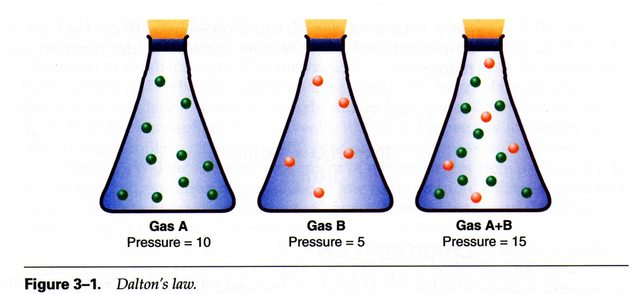 Gas A
Pressure = 10
Gas B
Pressure = 5
Gas A+B
Pressure = 15
Figure 3–1. Dalton's law.